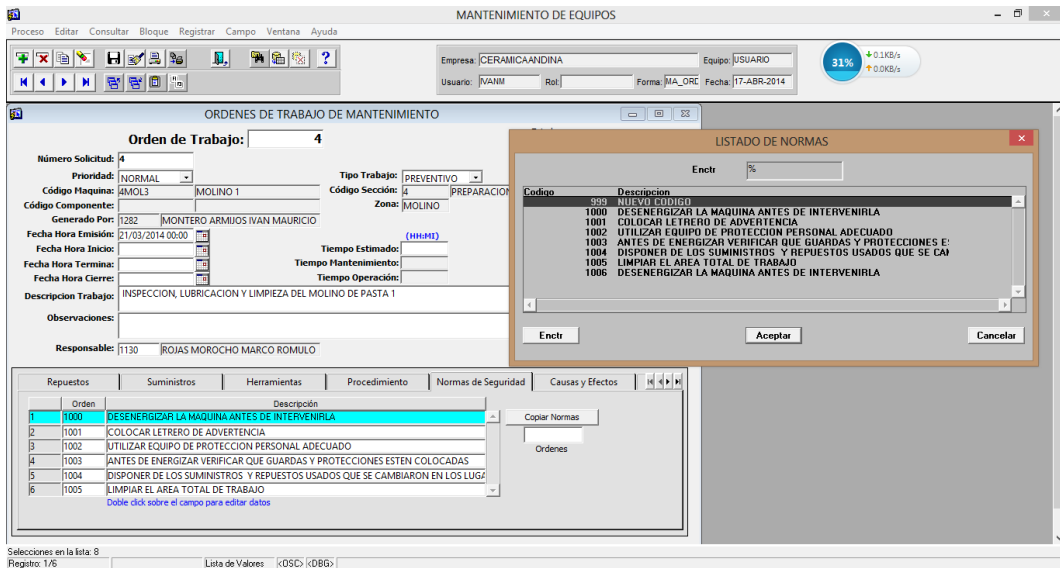 MANTENIMIENTO DE EQUIPOS
Proceso Editar Consultar Bloque Registrar Campo Ventana Ayuda
Empresa: CERAMICAANDINA Equipo: USUARIO
Usuario: IVANM Rol: Forma: MA_ORD Fecha: 17-ABR-2014
31% 0.1KB/s
0.0KB/s
ORDENES DE TRABAJO DE MANTENIMIENTO
Orden de Trabajo: 4
Número Solicitud: 4
Prioridad: NORMAL Tipo Trabajo: PREVENTIVO
Código Maquina: 4MOL3 MOLINO 1 Código Sección: 4 PREPARACION
Código Componente: Zona: MOLINO
Generado Por: 1282 MONTERO ARMIJOS IVAN MAURICIO
Fecha Hora Emisión: 21/03/2014 00:00 (HH:MI)
Fecha Hora Inicio: Tiempo Estimado:
Fecha Hora Termina: Tiempo Mantenimiento:
Fecha Hora Cierre: Tiempo Operación:
Descripcion Trabajo: INSPECCION, LUBRICACION Y LIMPIEZA DEL MOLINO DE PASTA 1
Observaciones:
Responsable: 1130 ROJAS MOROCHO MARCO ROMULO
LISTADO DE NORMAS
Enctr %
Codigo Descripcion
999 NUEVO CODIGO
1000 DESENERGIZAR LA MAQUINA ANTES DE INTERVENIRLA
1001 COLOCAR LETRERO DE ADVERTENCIA
1002 UTILIZAR EQUIPO DE PROTECCION PERSONAL ADECUADO
1003 ANTES DE ENERGIZAR VERIFICAR QUE GUARDAS Y PROTECCIONES E
1004 DISPONER DE LOS SUMINISTROS Y REPUESTOS USADOS QUE SE CAM
1005 LIMPIAR EL AREA TOTAL DE TRABAJO
1006 DESENERGIZAR LA MAQUINA ANTES DE INTERVENIRLA
Enctr Aceptar Cancelar
Repuestos Suministros Herramientas Procedimiento Normas de Seguridad Causas y Efectos
Orden Descripción
1 1000 DESENERGIZAR LA MAQUINA ANTES DE INTERVENIRLA
2 1001 COLOCAR LETRERO DE ADVERTENCIA
3 1002 UTILIZAR EQUIPO DE PROTECCION PERSONAL ADECUADO
4 1003 ANTES DE ENERGIZAR VERIFICAR QUE GUARDAS Y PROTECCIONES ESTEN COLOCADAS
5 1004 DISPONER DE LOS SUMINISTROS Y REPUESTOS USADOS QUE SE CAMBIARON EN LOS LUGA
6 1005 LIMPIAR EL AREA TOTAL DE TRABAJO
Copiar Normas
Ordenes
Doble click sobre el campo para editar datos
Selecciones en la lista: 8
Registro: 1/6 Lista de Valores <OSC> <DBG>